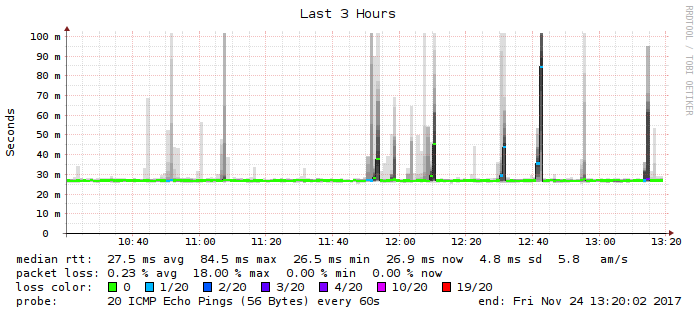 Last 3 Hours
RRDTOOL / TOBI OETIKER
Seconds
100 m
90 m
80 m
70 m
60 m
50 m
40 m
30 m
20 m
10 m
0
10:40 11:00 11:20 11:40 12:00 12:20 12:40 13:00 13:20
median rtt: 27.5 ms avg 84.5 ms max 26.5 ms min 26.9 ms now 4.8 ms sd 5.8 am/s
packet loss: 0.23 % avg 18.00 % max 0.00 % min 0.00 % now
loss color: 0 1/20 2/20 3/20 4/20 10/20 19/20
probe: 20 ICMP Echo Pings (56 Bytes) every 60s end: Fri Nov 24 13:20:02 2017